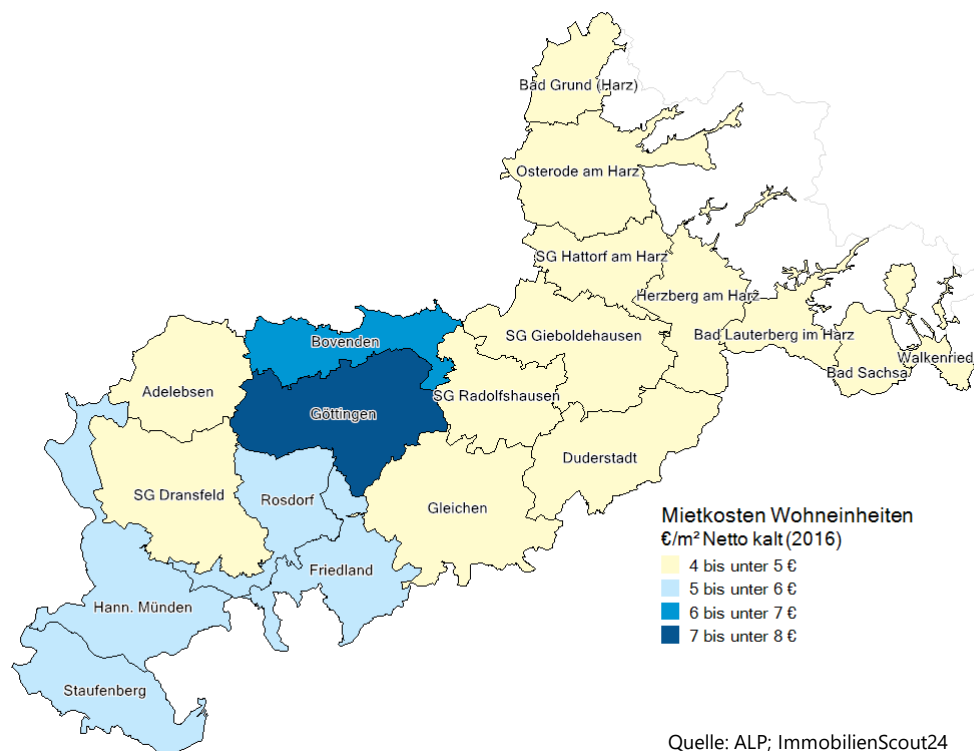 Bad Grund (Harz)
Osterode am Harz
SG Hattorf am Harz
Herzberg am Harz
Bad Lauterberg im Harz
SG Gieboldehausen
Walkenried
Bad Sachsa
Bovenden
Adelebsen
SG Radolfshausen
Göttingen
Duderstadt
SG Dransfeld
Rosdorf
Gleichen
Friedland
Hann. Münden
Staufenberg
Mietkosten Wohneinheiten
€/m² Netto kalt (2016)
4 bis unter 5 €
5 bis unter 6 €
6 bis unter 7 €
7 bis unter 8 €
Quelle: ALP; ImmobilienScout24